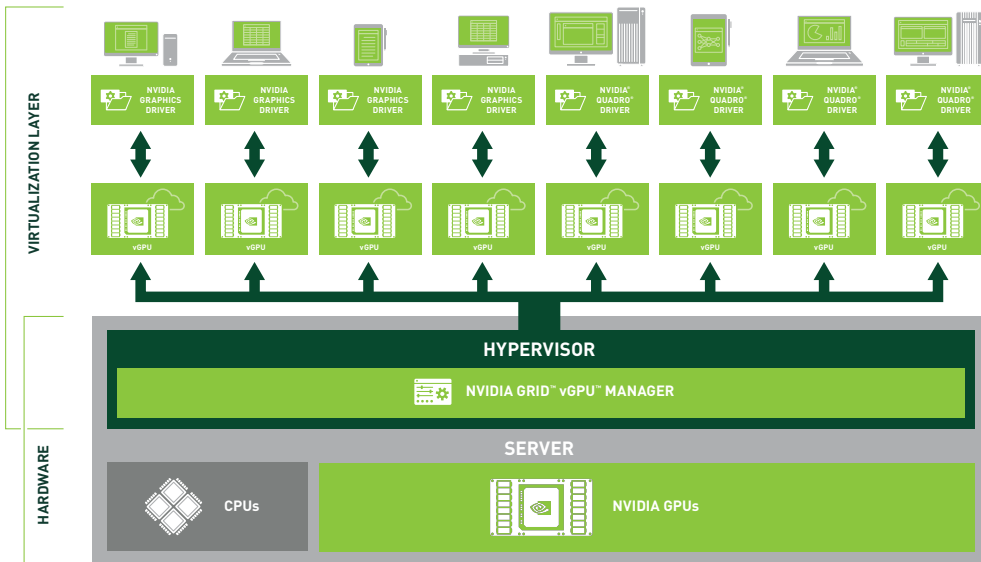 VIRTUALIZATION LAYER
NVIDIA
GRAPHICS
DRIVER
NVIDIA
GRAPHICS
DRIVER
NVIDIA
GRAPHICS
DRIVER
NVIDIA
GRAPHICS
DRIVER
NVIDIA®
QUADRO®
DRIVER
NVIDIA®
QUADRO®
DRIVER
NVIDIA®
QUADRO®
DRIVER
NVIDIA®
QUADRO®
DRIVER
vGPU
vGPU
vGPU
vGPU
vGPU
vGPU
vGPU
vGPU
HYPERVISOR
NVIDIA GRID™ vGPU™ MANAGER
HARDWARE
SERVER
CPUs
NVIDIA GPUs